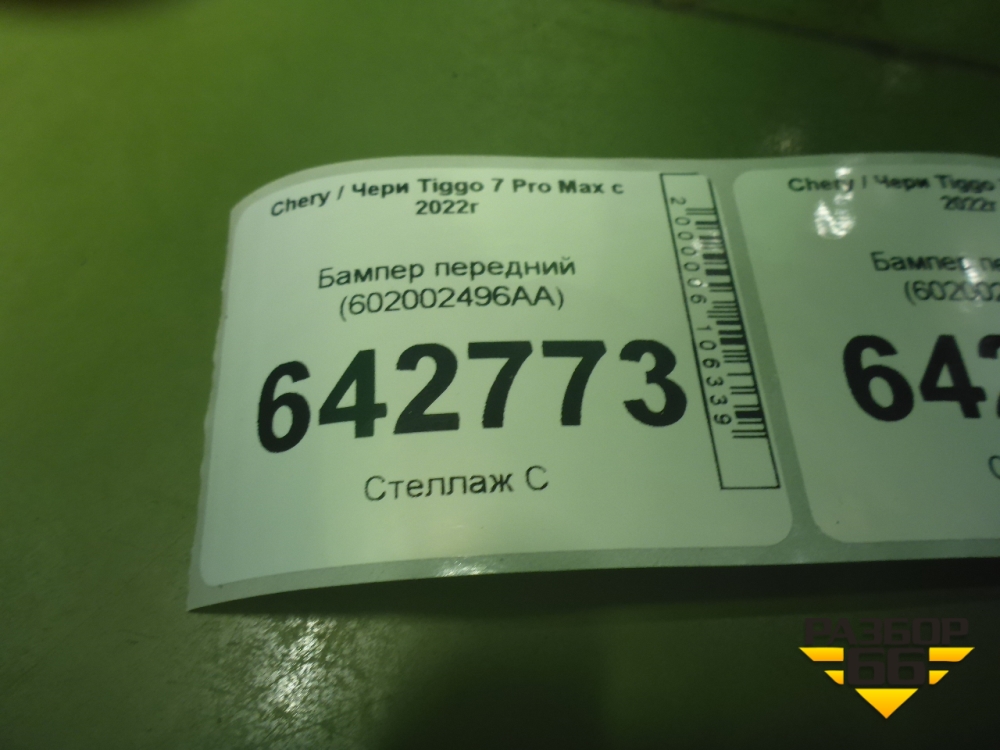 Chery / Чери Tiggo 7 Pro Max с
2022г
Бампер передний
(602002496AA)
642773
Стеллаж С
2000006106339
Chery / Чери Tiggo
2022г
РАЗБОР
66